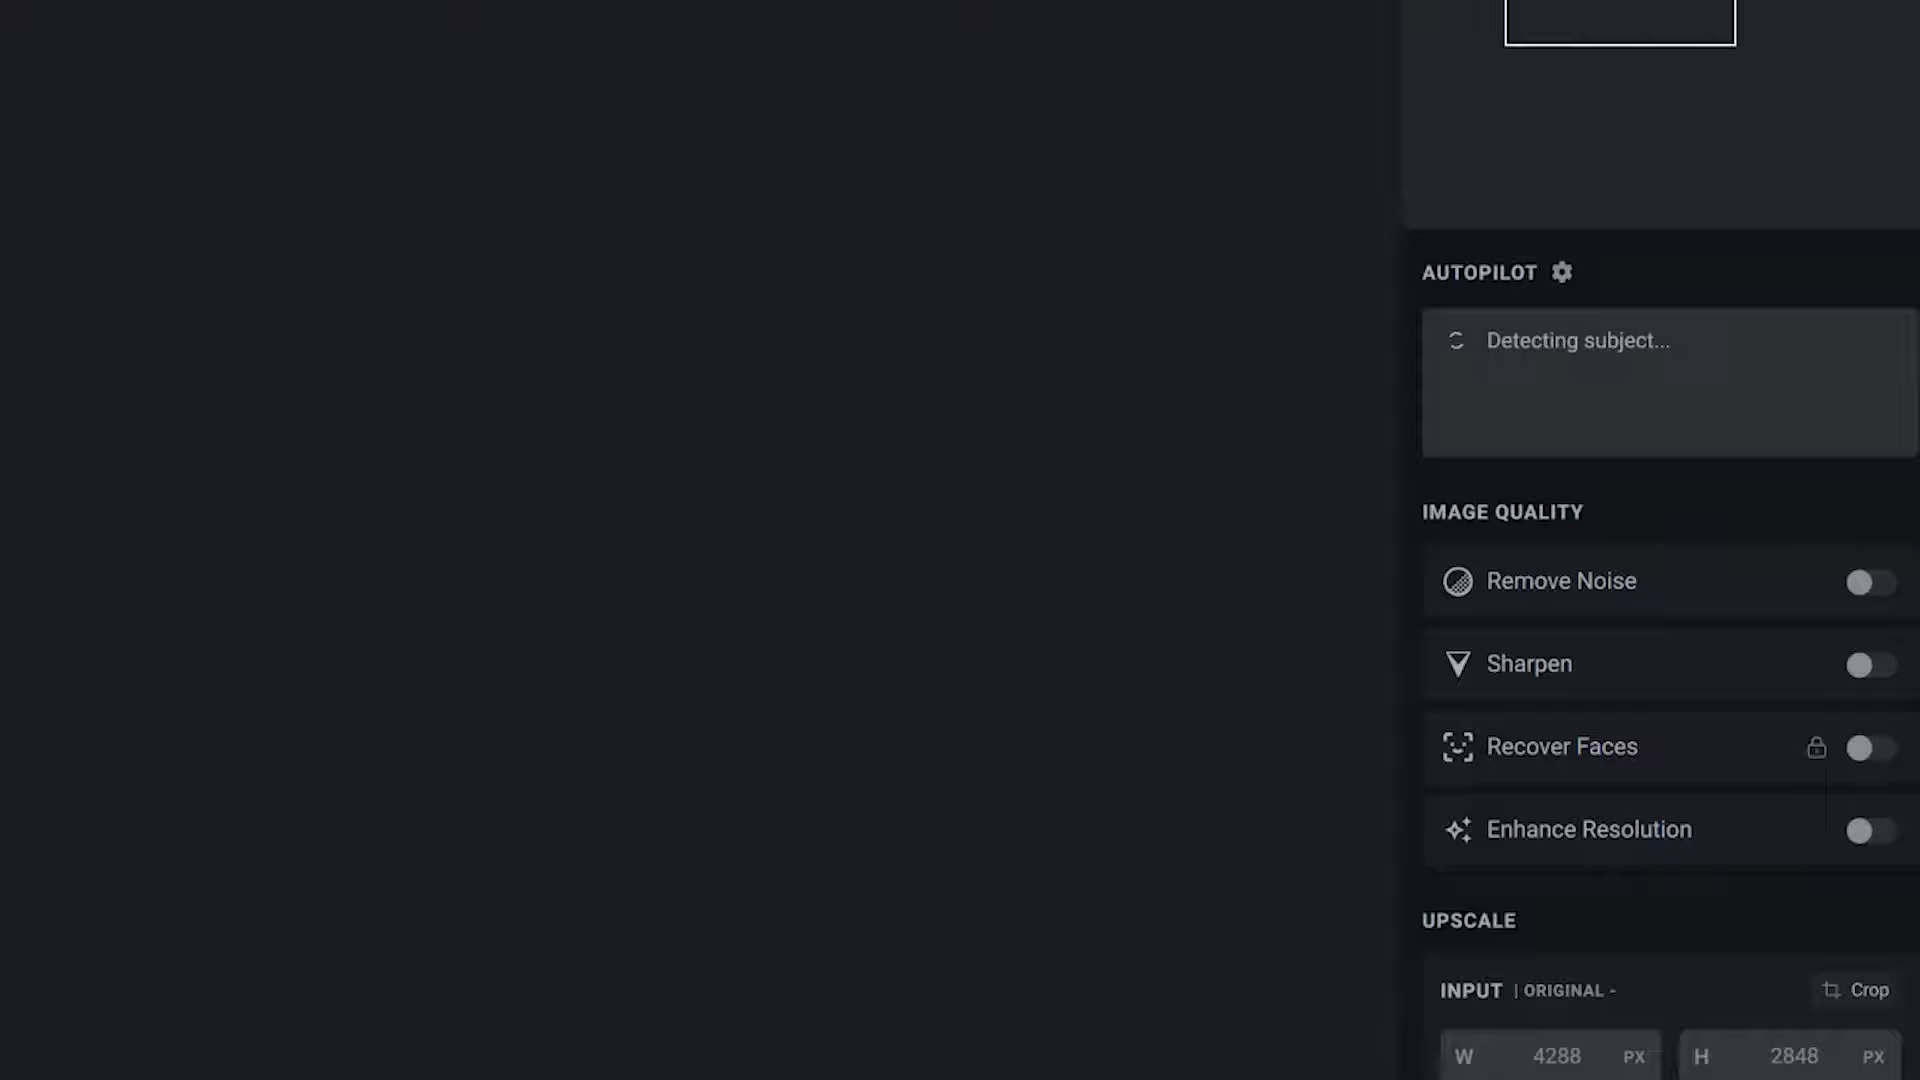 AUTOPILOT
Detecting subject...
IMAGE QUALITY
Remove Noise
Sharpen
Recover Faces
Enhance Resolution
UPSCALE
INPUT | ORIGINAL - Crop
W 4288 PX H 2848 PX